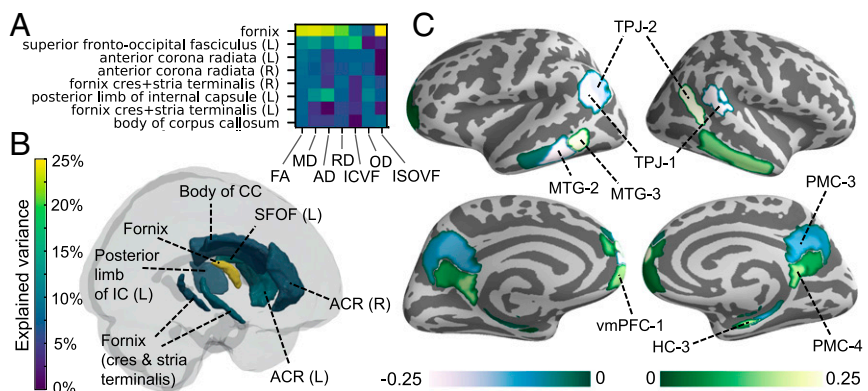 A
fornix
superior fronto-occipital fasciculus (L)
anterior corona radiata (L)
anterior corona radiata (R)
fornix cres+stria terminalis (R)
posterior limb of internal capsule (L)
fornix cres+stria terminalis (L)
body of corpus callosum
FA
MD
AD
RD
ICVF
OD
ISOVF
B
25%
20%
15%
10%
5%
0%
Explained variance
Body of CC
SFOF (L)
Fornix
Posterior
limb
of IC (L)
ACR (R)
Fornix
(cres & stria
terminalis)
ACR (L)
C
TPJ-2
TPJ-1
MTG-2
MTG-3
PMC-3
vmPFC-1
HC-3
PMC-4
-0.25
0
0
0.25